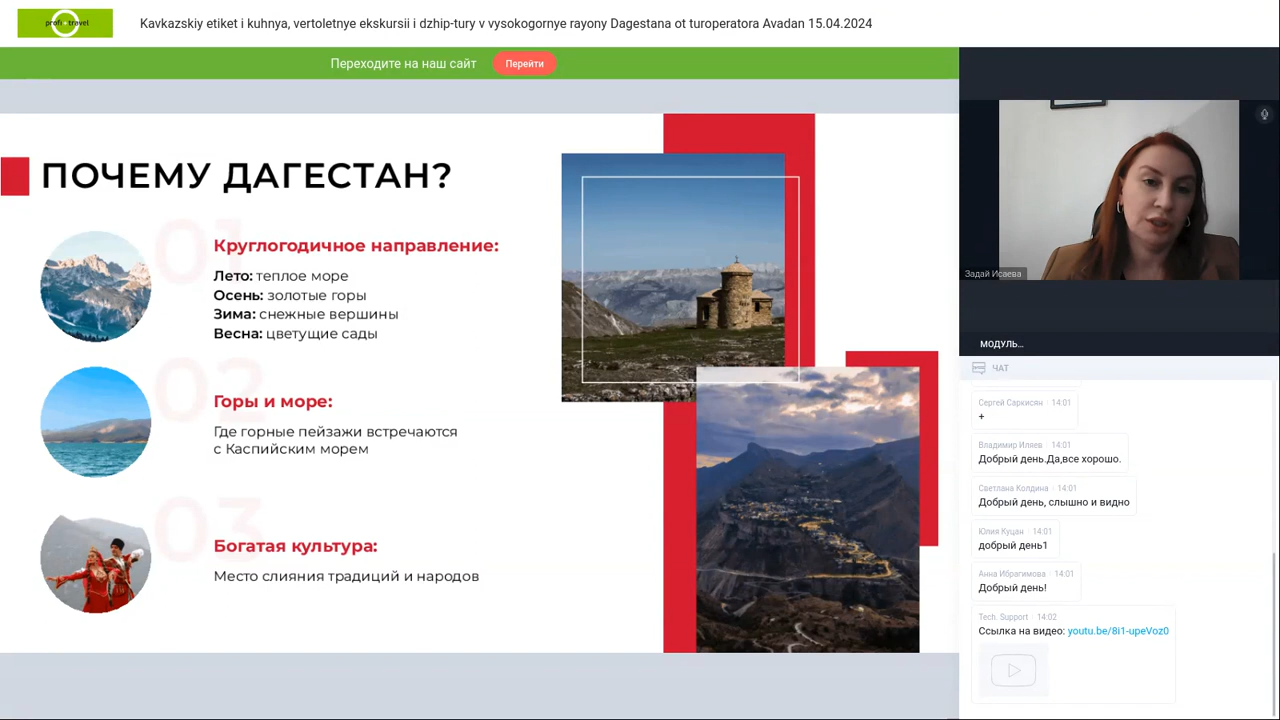 profi travel
Kavkazskiy etiket i kuhnya, vertoletnye ekskursii i dzhip-tury v vysokogornye rayony Dagestana ot turoperatora Avadan 15.04.2024
Переходите на наш сайт
Перейти
ПОЧЕМУ ДАГЕСТАН?
01
Круглогодичное направление:
Лето: теплое море
Осень: золотые горы
Зима: снежные вершины
Весна: цветущие сады
02
Горы и море:
Где горные пейзажи встречаются
с Каспийским морем
03
Богатая культура:
Место слияния традиций и народов
Задай Исаева
МОДУЛЬ...
ЧАТ
Сергей Саркисян 14:01
+
Владимир Иляев 14:01
Добрый день.Да,все хорошо.
Светлана Колдина 14:01
Добрый день, слышно и видно
Юлия Куцан 14:01
добрый день1
Анна Ибрагимова 14:01
Добрый день!
Tech. Support 14:02
Ссылка на видео: youtu.be/8i1-upeVoz0